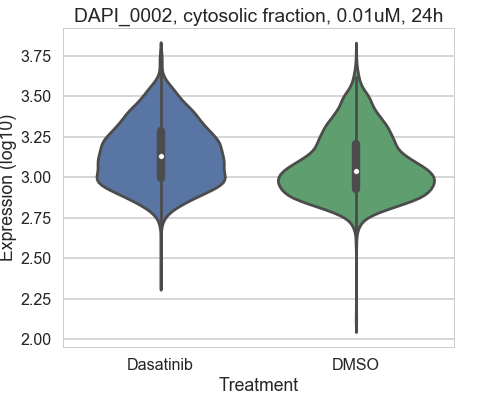 DAPI_0002, cytosolic fraction, 0.01uM, 24h
Expression (log10)
3.75
3.50
3.25
3.00
2.75
2.50
2.25
2.00
Dasatinib DMSO
Treatment